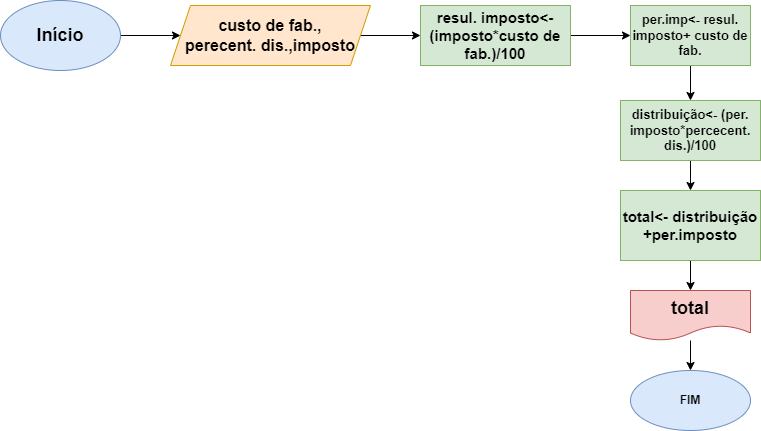 Início
custo de fab.,
perecent. dis.,imposto
resul. imposto<-
(imposto*custo de
fab.)/100
per.imp<- resul.
imposto+ custo de
fab.
distribuição<- (per.
imposto*percecent.
dis.)/100
total<- distribuição
+per.imposto
total
FIM